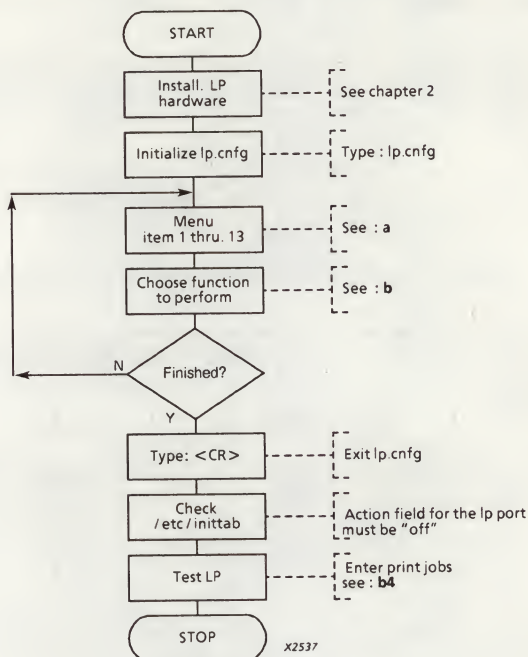 START
Install. LP
hardware
See chapter 2
Initialize lp.cnfg
Type : lp.cnfg
Menu
item 1 thru. 13
See : a
Choose function
to perform
See : b
N
Finished?
Y
Type: <CR>
Exit lp.cnfg
Check
/etc/inittab
Action field for the lp port
must be "off"
Test LP
Enter print jobs
see : b4
STOP
X2537